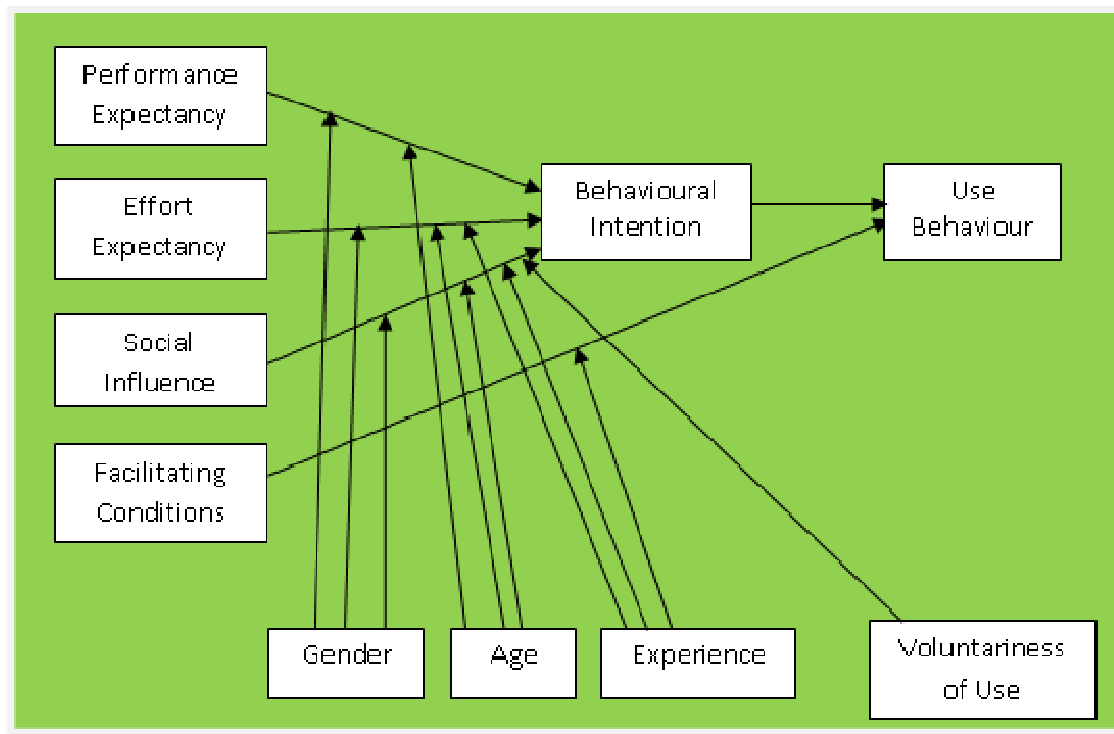 Performance
Expectancy
Effort
Expectancy
Social
Influence
Facilitating
Conditions
Behavioural
Intention
Use
Behaviour
Gender
Age
Experience
Voluntariness
of Use